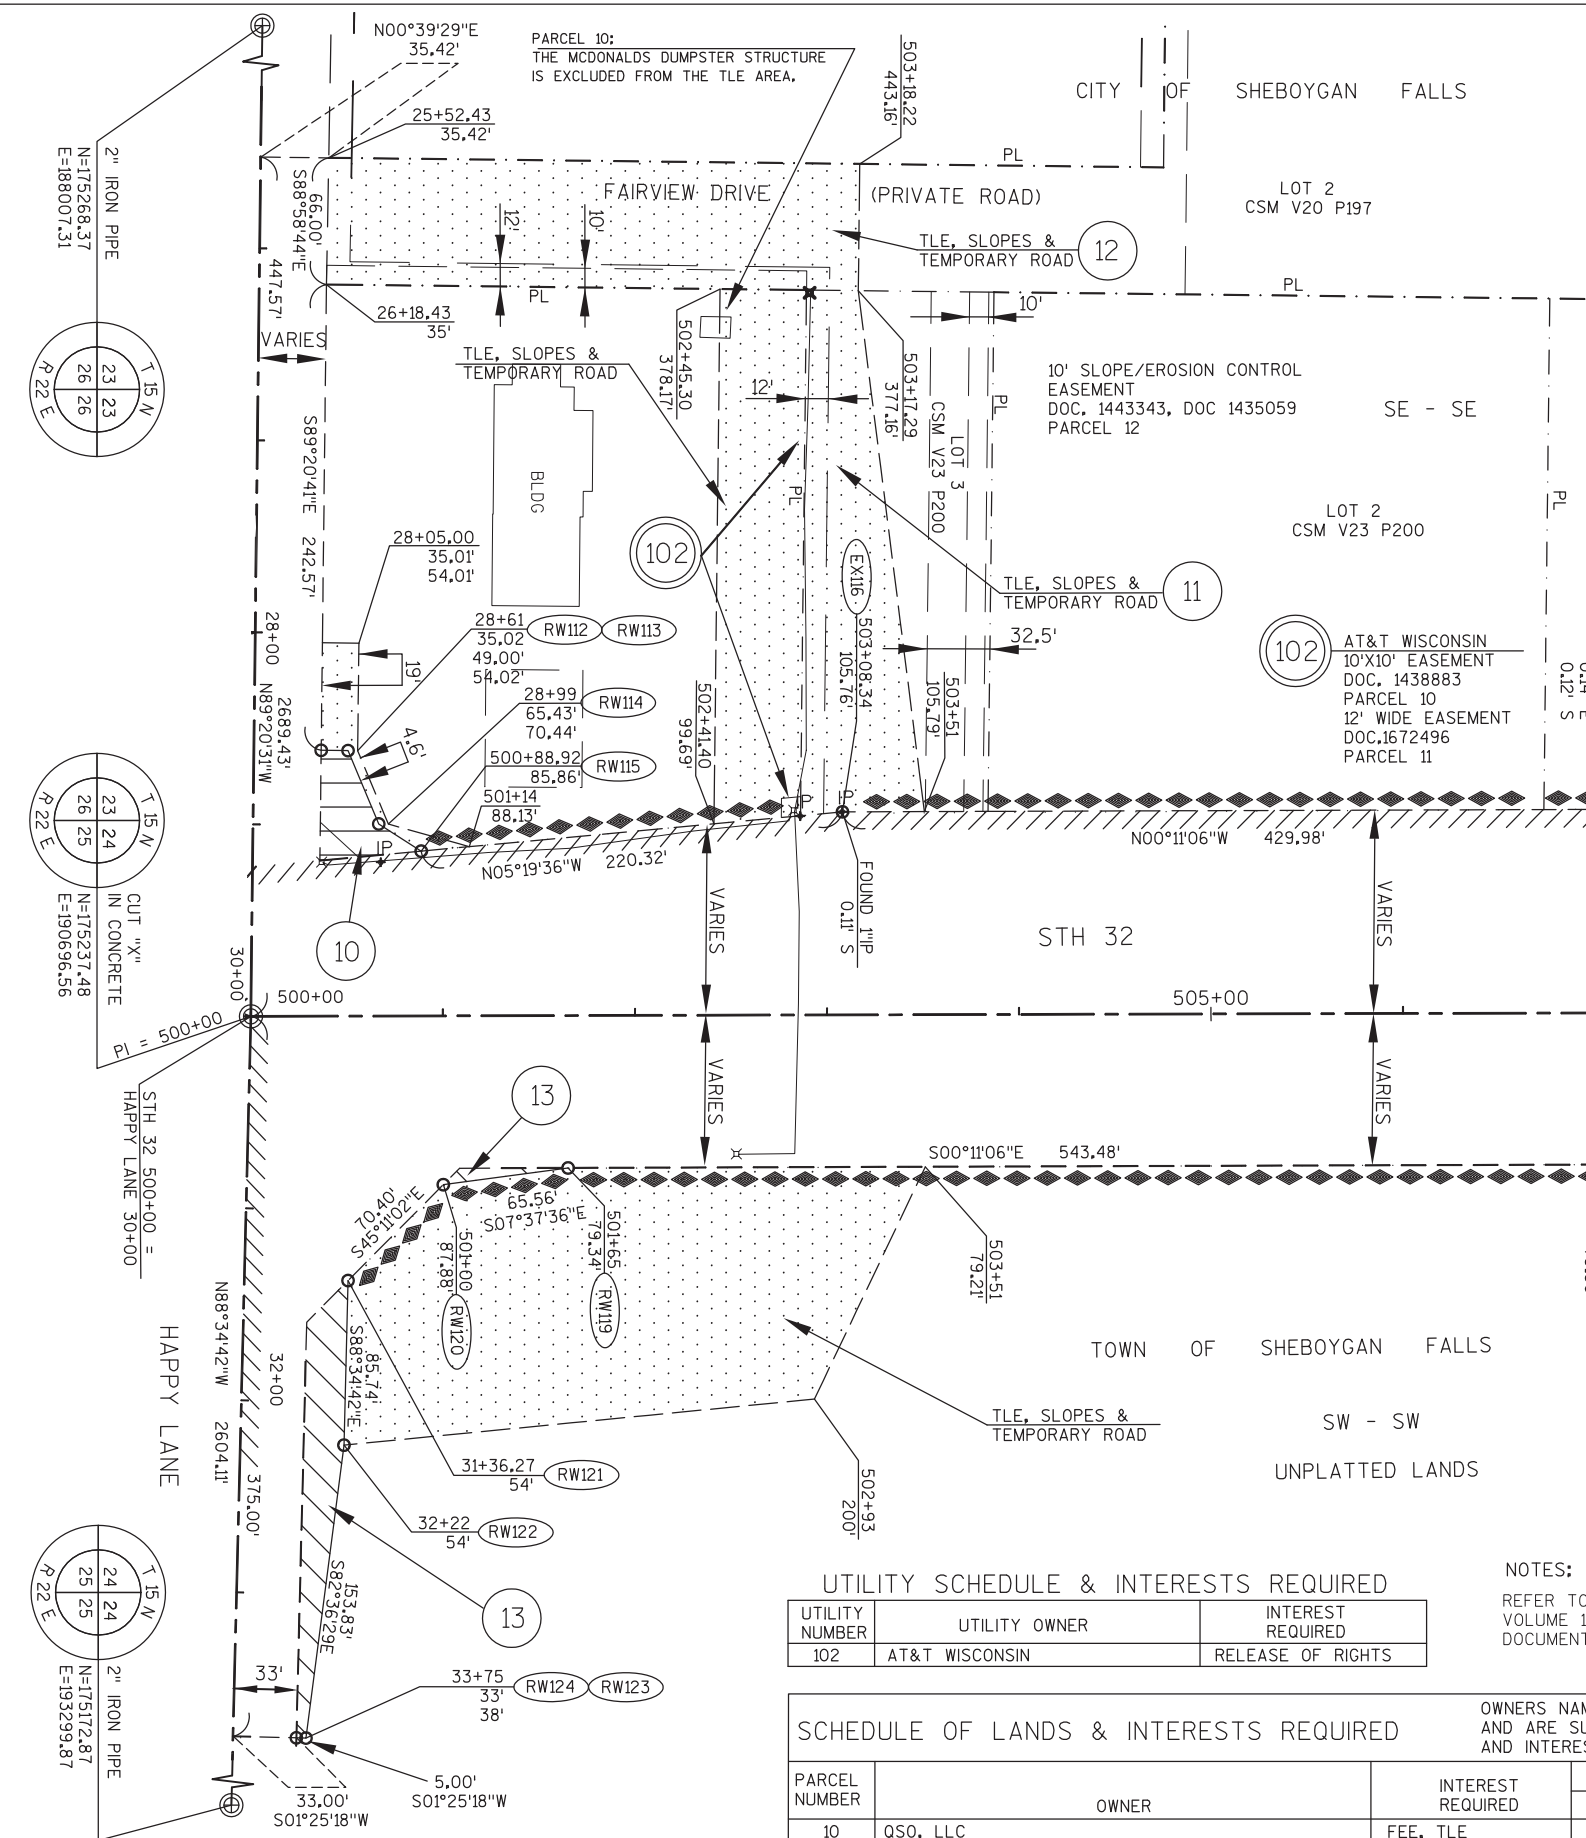 N00°39'29"E
35.42'
PARCEL 10:
THE MCDONALDS DUMPSTER STRUCTURE
IS EXCLUDED FROM THE TLE AREA.
503+18.22
443.16'
CITY OF SHEBOYGAN FALLS
25+52.43
35.42'
2" IRON PIPE
N=175268.37
E=188007.31
66.00'
S88°58'44"E
FAIRVIEW DRIVE (PRIVATE ROAD)
PL
LOT 2
CSM V20 P197
12'
10'
TLE, SLOPES &
TEMPORARY ROAD
12
447.57'
PL
PL
26+18.43
35'
VARIES
10'
TLE, SLOPES &
TEMPORARY ROAD
502+45.30
378.17'
12'
503+17.29
377.16'
T 15 N
23 23
26 26
R 22 E
10' SLOPE/EROSION CONTROL
EASEMENT
DOC. 1443343, DOC 1435059
PARCEL 12
SE - SE
PL
LOT 3
CSM V23 P200
S89°20'41"E 242.57'
BLDG
PL
PL
LOT 2
CSM V23 P200
28+05.00
35.01'
54.01'
102
EX116
TLE, SLOPES &
TEMPORARY ROAD
11
28+00
28+61
35.02
49.00'
54.02'
RW112
RW113
503+08.34
105.76'
32.5'
102
AT&T WISCONSIN
10'X10' EASEMENT
DOC. 1438883
PARCEL 10
12' WIDE EASEMENT
DOC.1672496
PARCEL 11
0.12' S
19'
2689.43'
N89°20'31"W
28+99
65.43'
70.44'
RW114
502+41.40
99.69'
503+51
105.79'
4.6'
500+88.92
85.86'
RW115
501+14
88.13'
IP
IP
IP
T 15 N
23 24
26 25
R 22 E
N05°19'36"W 220.32'
N00°11'06"W 429.98'
CUT "X"
IN CONCRETE
N=175237.48
E=190696.56
10
VARIES
FOUND 1"IP
0.11' S
VARIES
STH 32
30+00
500+00
505+00
PI = 500+00
STH 32 500+00 =
HAPPY LANE 30+00
VARIES
VARIES
13
S00°11'06"E 543.48'
70.40'
S45°11'02"E
65.56'
S07°37'36"E
501+00
87.88'
RW120
501+65
79.34'
RW119
503+51
79.21'
HAPPY LANE
N88°34'42"W 2604.11'
32+00
85.74'
S88°34'42"E
TOWN OF SHEBOYGAN FALLS
TLE, SLOPES &
TEMPORARY ROAD
SW - SW
UNPLATTED LANDS
375.00'
31+36.27
54'
RW121
502+93
200'
32+22
54'
RW122
153.83'
S82°36'29E
T 15 N
24 24
25 25
R 22 E
13
2" IRON PIPE
N=175172.87
E=193299.87
33'
33+75
33'
38'
RW124
RW123
5.00'
S01°25'18"W
33.00'
S01°25'18"W
UTILITY SCHEDULE & INTERESTS REQUIRED
UTILITY NUMBER UTILITY OWNER INTEREST REQUIRED
102 AT&T WISCONSIN RELEASE OF RIGHTS
NOTES:
REFER TO
VOLUME 1
DOCUMENT
SCHEDULE OF LANDS & INTERESTS REQUIRED
OWNERS NAM
AND ARE SU
AND INTERES
PARCEL NUMBER OWNER INTEREST REQUIRED
10 QSO, LLC FEE, TLE